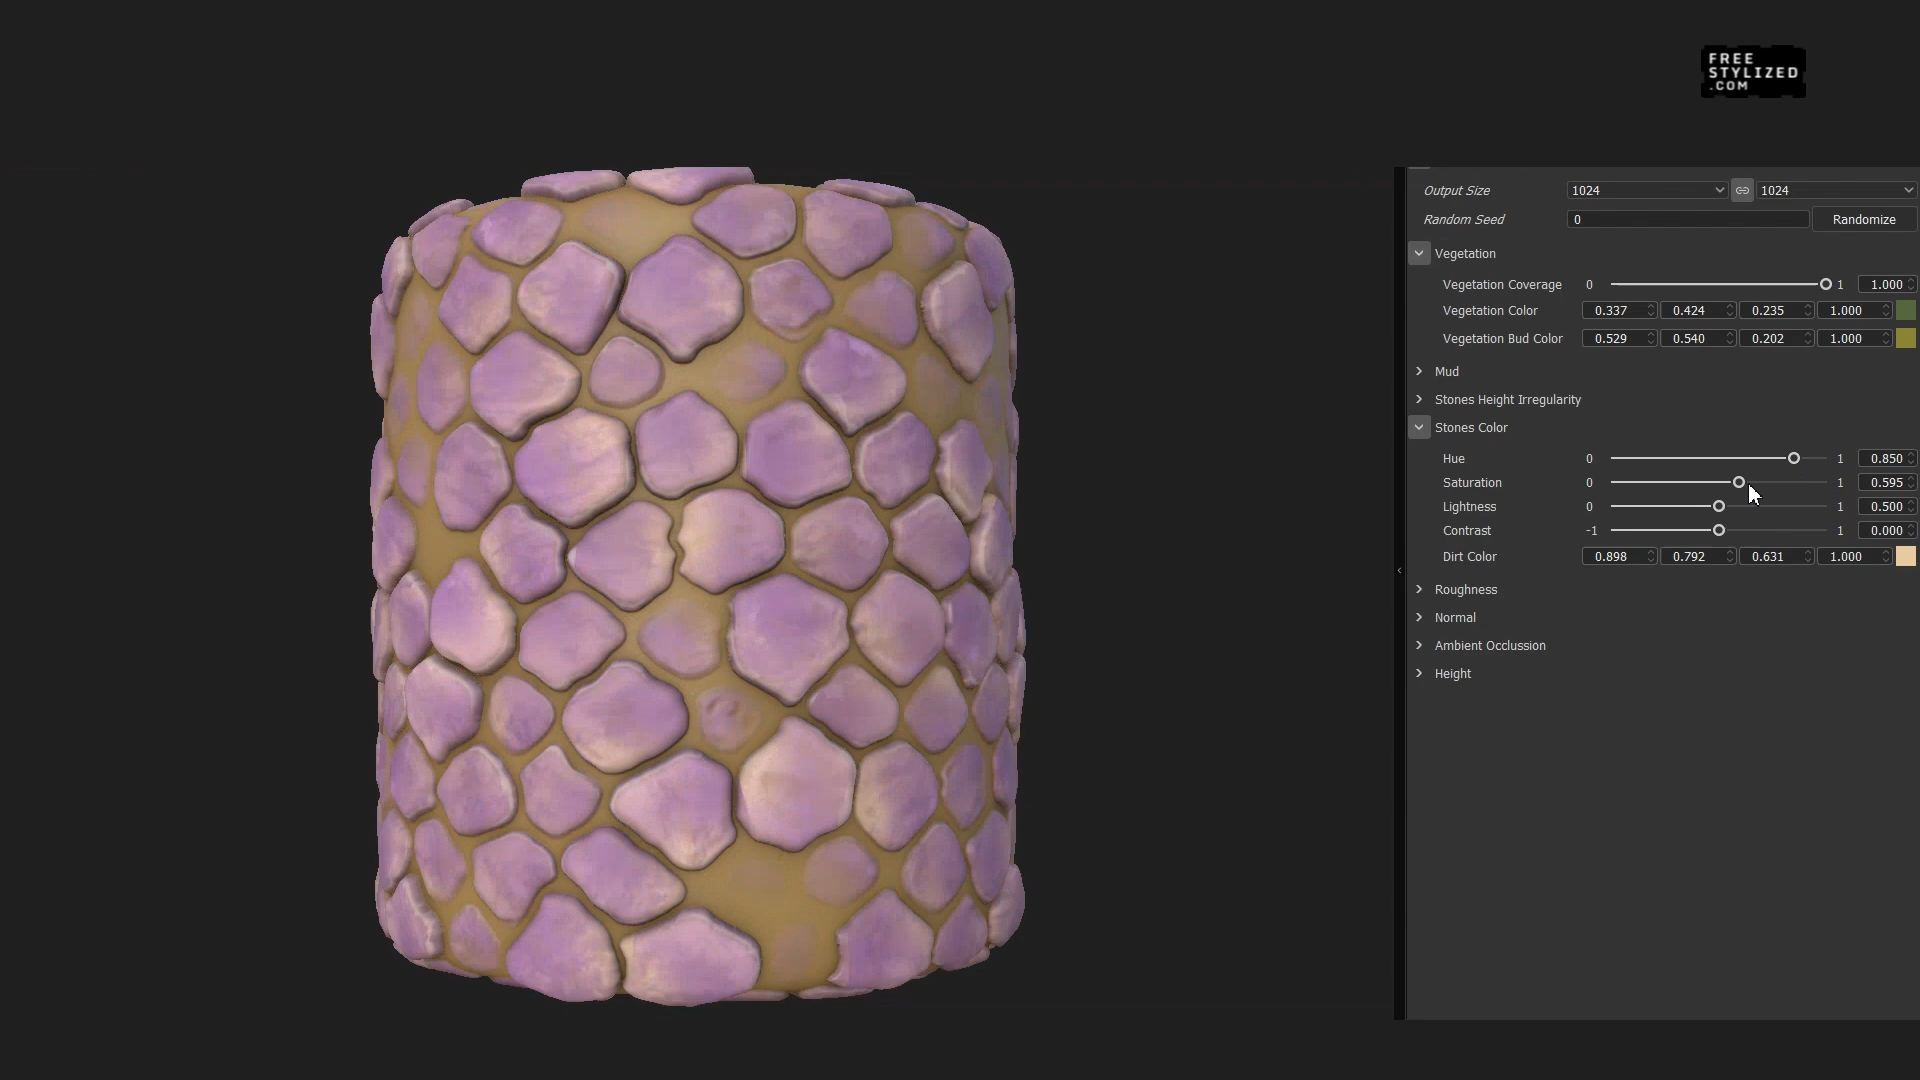 FREE
STYLIZED
.COM
Output Size 1024 1024
Random Seed 0 Randomize
Vegetation
Vegetation Coverage 0 1 1.000
Vegetation Color 0.337 0.424 0.235 1.000
Vegetation Bud Color 0.529 0.540 0.202 1.000
Mud
Stones Height Irregularity
Stones Color
Hue 0 1 0.850
Saturation 0 1 0.595
Lightness 0 1 0.500
Contrast -1 1 0.000
Dirt Color 0.898 0.792 0.631 1.000
Roughness
Normal
Ambient Occlussion
Height